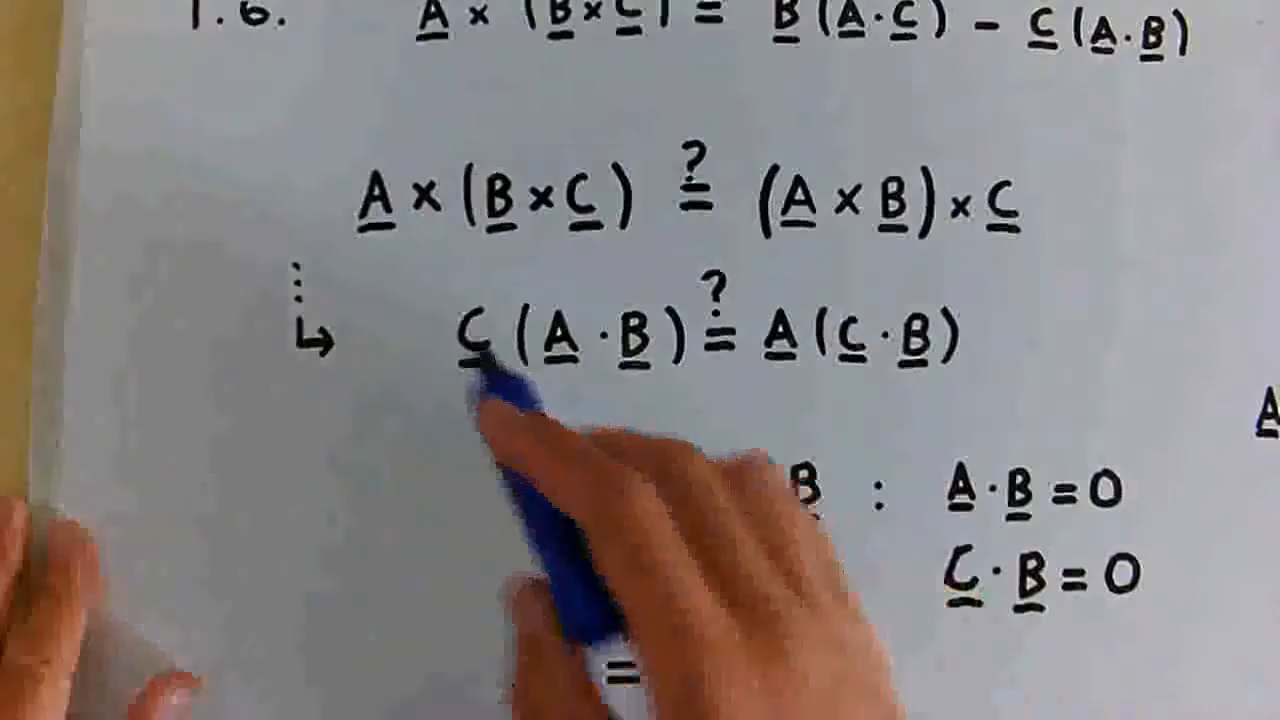 1.6. A × (B × C) = B (A · C) − C (A · B)
A × (B × C) ≟ (A × B) × C
↳ C (A · B) ≟ A (C · B)
A
B : A · B = 0
C · B = 0
=